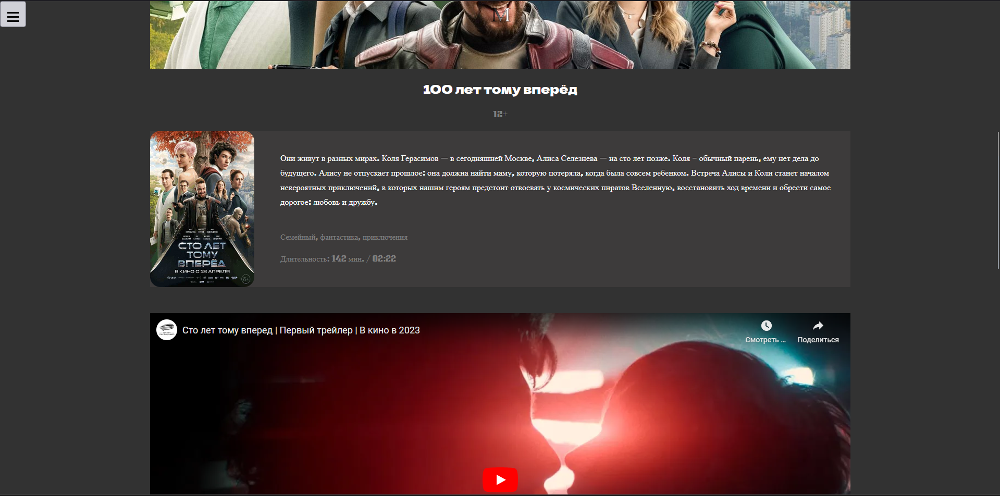 M
100 лет тому вперёд
12+
Они живут в разных мирах. Коля Герасимов — в сегодняшней Москве, Алиса Селезнева — на сто лет позже. Коля – обычный парень, ему нет дела до
будущего. Алису не отпускает прошлое: она должна найти маму, которую потеряла, когда была совсем ребенком. Встреча Алисы и Коли станет началом
невероятных приключений, в которых нашим героям предстоит отвоевать у космических пиратов Вселенную, восстановить ход времени и обрести самое
дорогое: любовь и дружбу.
Семейный, фантастика, приключения
Длительность: 142 мин. / 02:22
СТО ЛЕТ
ТОМУ
ВПЕРЁД
В КИНО С 18 АПРЕЛЯ
6+
Сто лет тому вперед | Первый трейлер | В кино в 2023
Смотреть ...
Поделиться